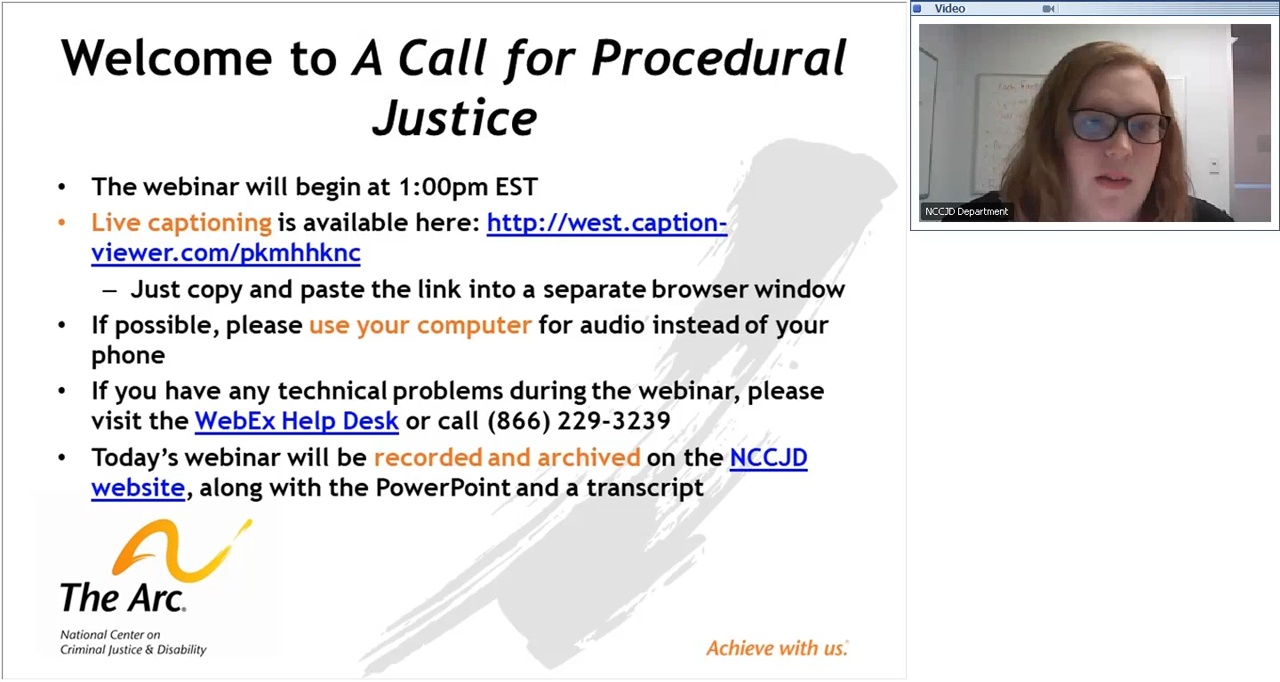 Welcome to A Call for Procedural
Justice
• The webinar will begin at 1:00pm EST
• Live captioning is available here: http://west.caption-
viewer.com/pkmhhknc
– Just copy and paste the link into a separate browser window
• If possible, please use your computer for audio instead of your
phone
• If you have any technical problems during the webinar, please
visit the WebEx Help Desk or call (866) 229-3239
• Today's webinar will be recorded and archived on the NCCJD
website, along with the PowerPoint and a transcript
The Arc®
National Center on
Criminal Justice & Disability
Achieve with us.
Video
NCCJD Department